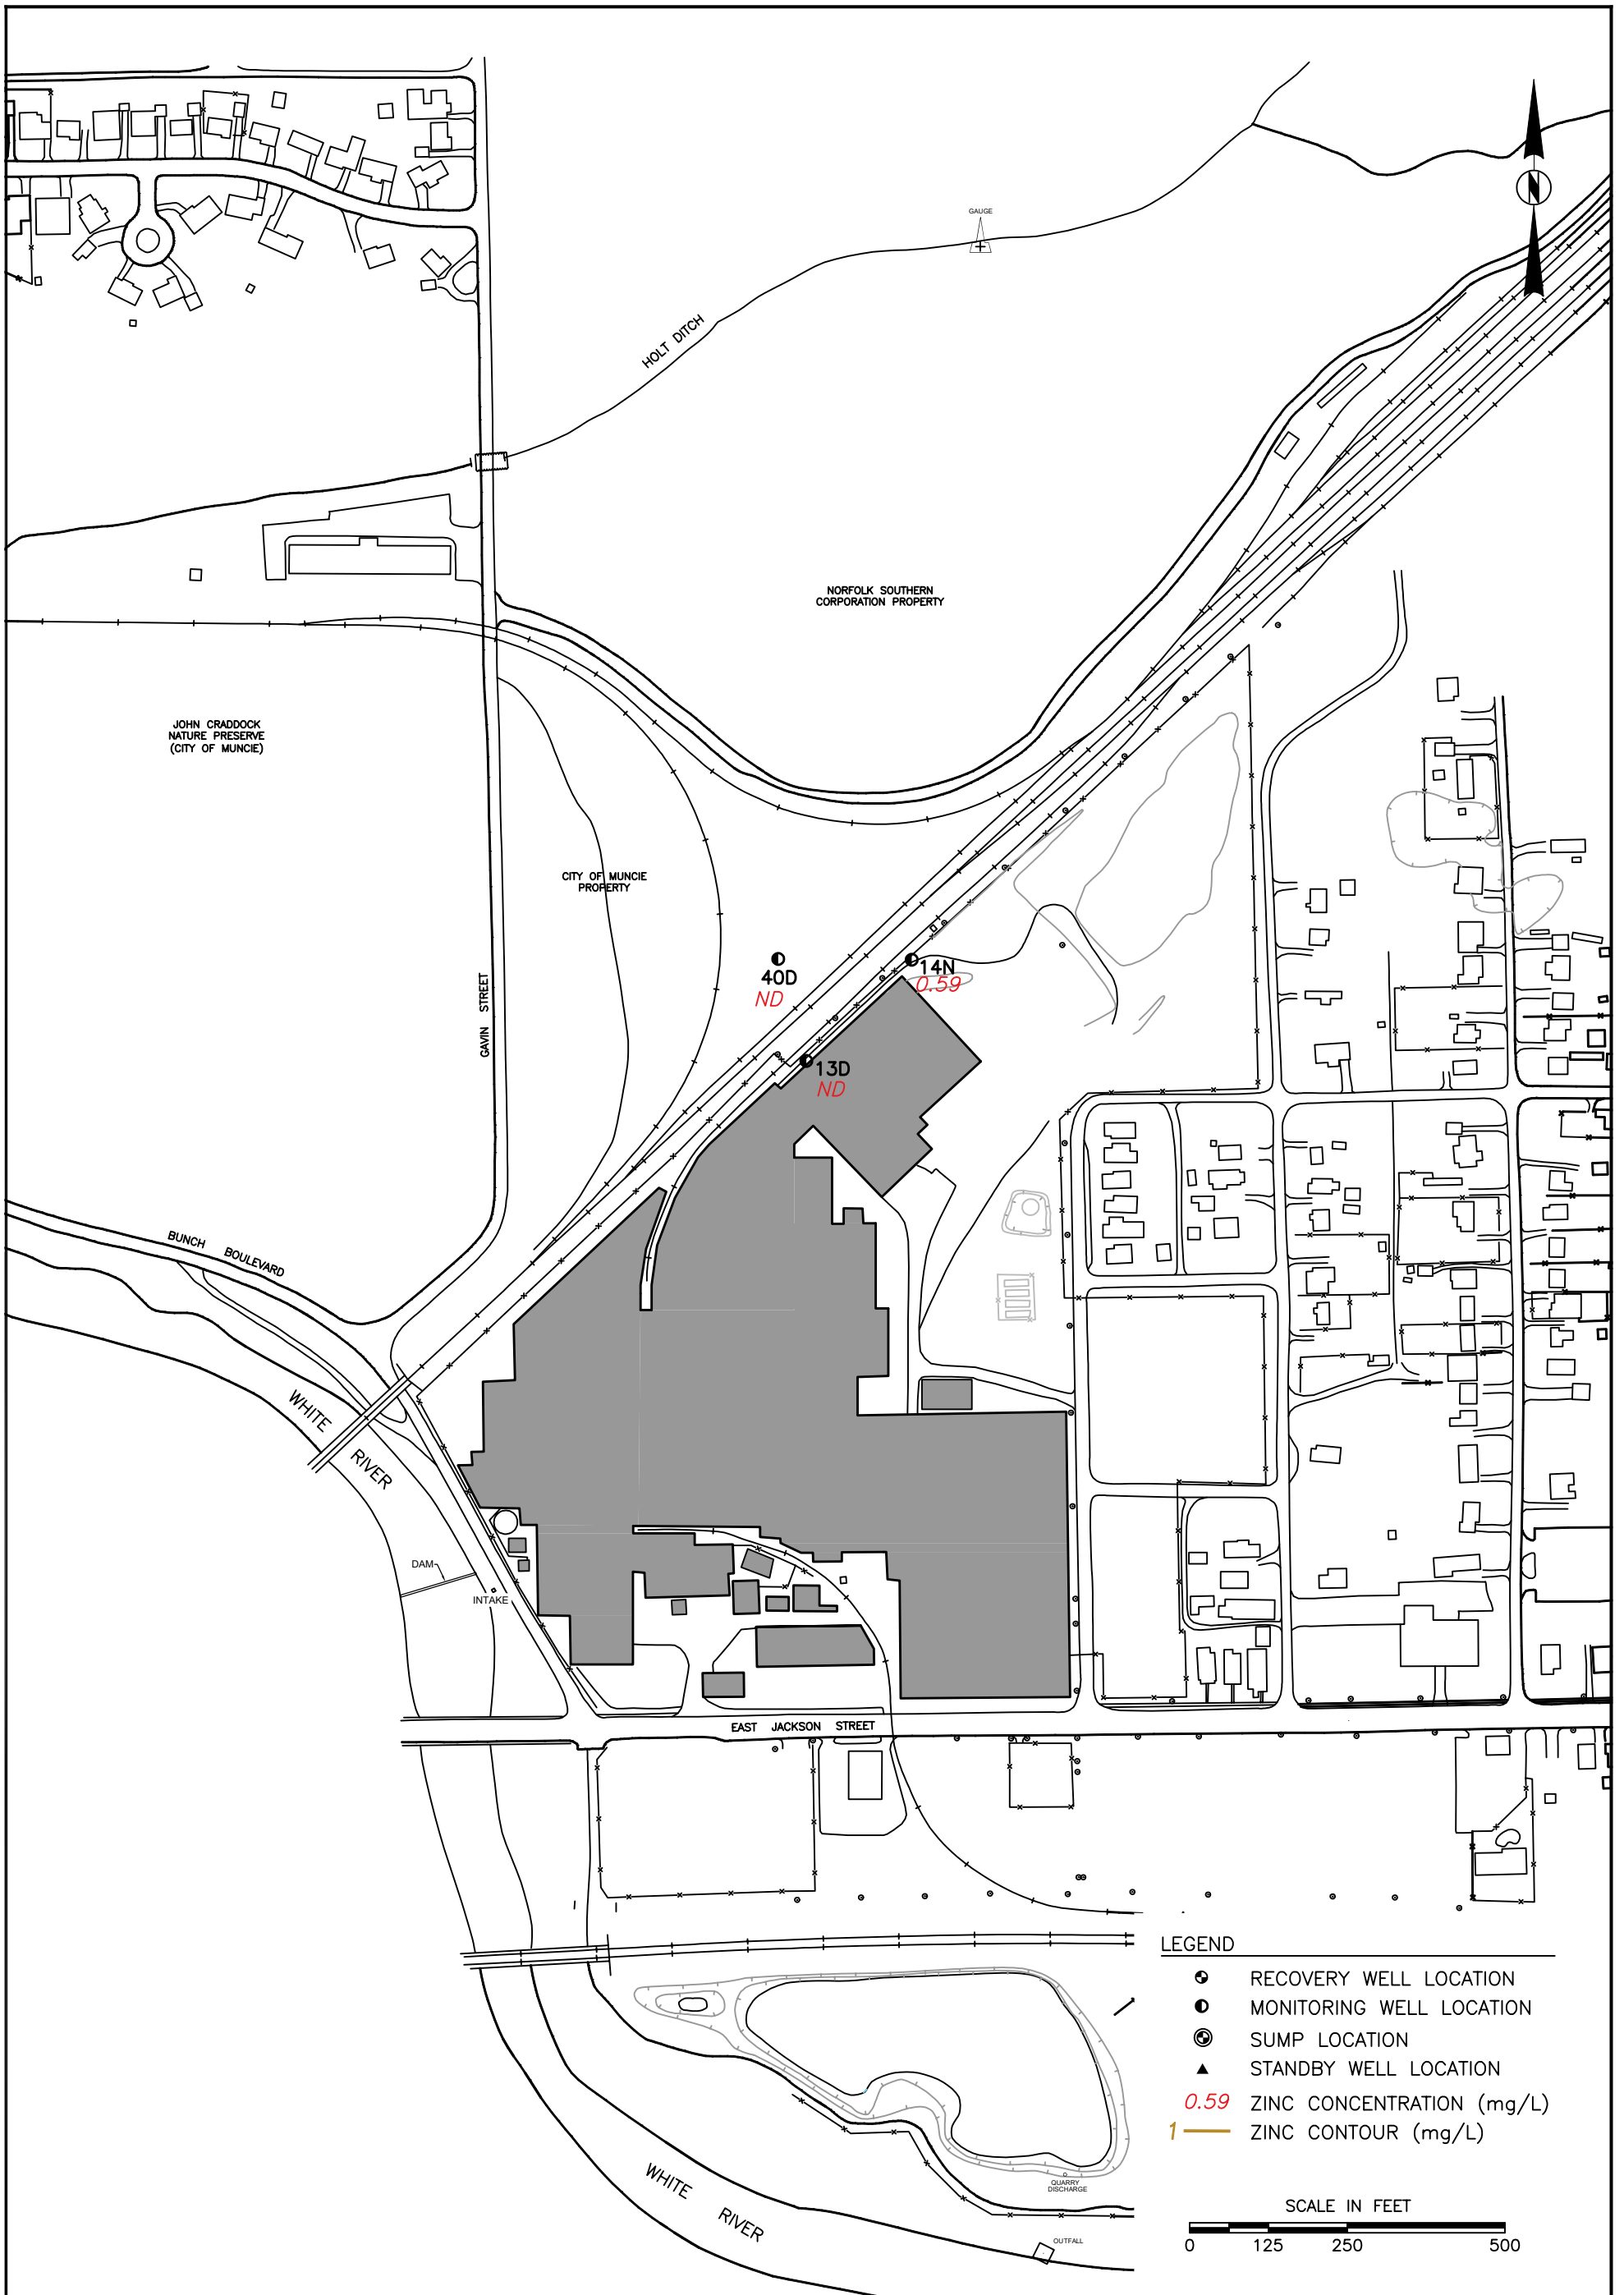 N
GAUGE
HOLT DITCH
NORFOLK SOUTHERN
CORPORATION PROPERTY
JOHN CRADDOCK
NATURE PRESERVE
(CITY OF MUNCIE)
CITY OF MUNCIE
PROPERTY
GAVIN STREET
40D
ND
14N
0.59
13D
ND
BUNCH BOULEVARD
WHITE RIVER
DAM
INTAKE
EAST JACKSON STREET
LEGEND
RECOVERY WELL LOCATION
MONITORING WELL LOCATION
SUMP LOCATION
STANDBY WELL LOCATION
0.59 ZINC CONCENTRATION (mg/L)
1 ZINC CONTOUR (mg/L)
QUARRY
DISCHARGE
WHITE RIVER
OUTFALL
SCALE IN FEET
0 125 250 500